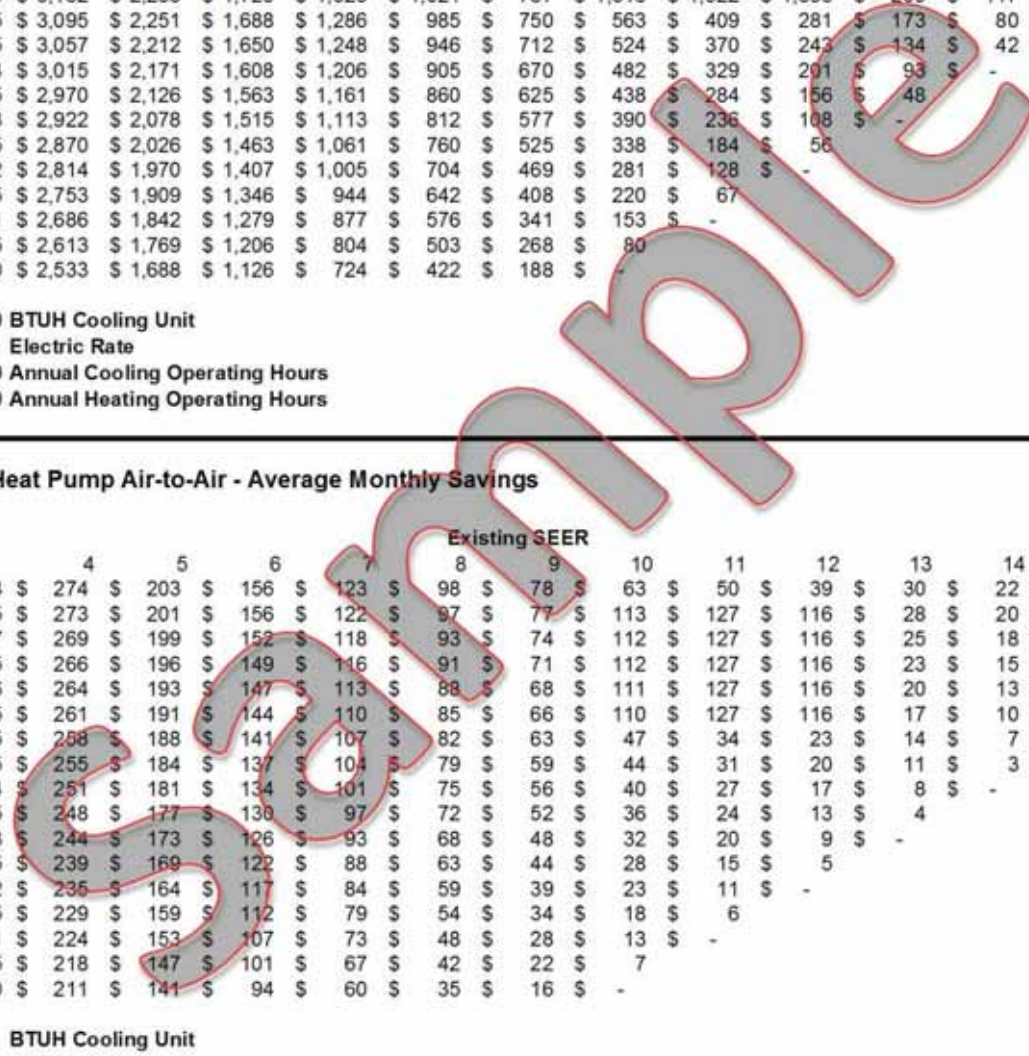 $ 3,095 $ 2,251 $ 1,688 $ 1,286 $ 985 $ 750 $ 563 $ 409 $ 281 $ 173 $ 80
$ 3,057 $ 2,212 $ 1,650 $ 1,248 $ 946 $ 712 $ 524 $ 370 $ 243 $ 134 $ 42
$ 3,015 $ 2,171 $ 1,608 $ 1,206 $ 905 $ 670 $ 482 $ 329 $ 201 $ 93 $ -
$ 2,970 $ 2,126 $ 1,563 $ 1,161 $ 860 $ 625 $ 438 $ 284 $ 156 $ 48
$ 2,922 $ 2,078 $ 1,515 $ 1,113 $ 812 $ 577 $ 390 $ 236 $ 108 $ -
$ 2,870 $ 2,026 $ 1,463 $ 1,061 $ 760 $ 525 $ 338 $ 184 $ 56
$ 2,814 $ 1,970 $ 1,407 $ 1,005 $ 704 $ 469 $ 281 $ 128 $ -
$ 2,753 $ 1,909 $ 1,346 $ 944 $ 642 $ 408 $ 220 $ 67
$ 2,686 $ 1,842 $ 1,279 $ 877 $ 576 $ 341 $ 153 $ -
$ 2,613 $ 1,769 $ 1,206 $ 804 $ 503 $ 268 $ 80
$ 2,533 $ 1,688 $ 1,126 $ 724 $ 422 $ 188 $ -
BTUH Cooling Unit
Electric Rate
Annual Cooling Operating Hours
Annual Heating Operating Hours
Heat Pump Air-to-Air - Average Monthly Savings
Existing SEER
4 5 6 7 8 9 10 11 12 13 14
$ 274 $ 203 $ 156 $ 123 $ 98 $ 78 $ 63 $ 50 $ 39 $ 30 $ 22
$ 273 $ 201 $ 156 $ 122 $ 97 $ 77 $ 113 $ 127 $ 116 $ 28 $ 20
$ 269 $ 199 $ 152 $ 118 $ 93 $ 74 $ 112 $ 127 $ 116 $ 25 $ 18
$ 266 $ 196 $ 149 $ 116 $ 91 $ 71 $ 112 $ 127 $ 116 $ 23 $ 15
$ 264 $ 193 $ 147 $ 113 $ 88 $ 68 $ 111 $ 127 $ 116 $ 20 $ 13
$ 261 $ 191 $ 144 $ 110 $ 85 $ 66 $ 110 $ 127 $ 116 $ 17 $ 10
$ 258 $ 188 $ 141 $ 107 $ 82 $ 63 $ 47 $ 34 $ 23 $ 14 $ 7
$ 255 $ 184 $ 137 $ 104 $ 79 $ 59 $ 44 $ 31 $ 20 $ 11 $ 3
$ 251 $ 181 $ 134 $ 101 $ 75 $ 56 $ 40 $ 27 $ 17 $ 8 $ -
$ 248 $ 177 $ 130 $ 97 $ 72 $ 52 $ 36 $ 24 $ 13 $ 4
$ 244 $ 173 $ 126 $ 93 $ 68 $ 48 $ 32 $ 20 $ 9 $ -
$ 239 $ 169 $ 122 $ 88 $ 63 $ 44 $ 28 $ 15 $ 5
$ 235 $ 164 $ 117 $ 84 $ 59 $ 39 $ 23 $ 11 $ -
$ 229 $ 159 $ 112 $ 79 $ 54 $ 34 $ 18 $ 6
$ 224 $ 153 $ 107 $ 73 $ 48 $ 28 $ 13 $ -
$ 218 $ 147 $ 101 $ 67 $ 42 $ 22 $ 7
$ 211 $ 141 $ 94 $ 60 $ 35 $ 16 $ -
BTUH Cooling Unit
Sample